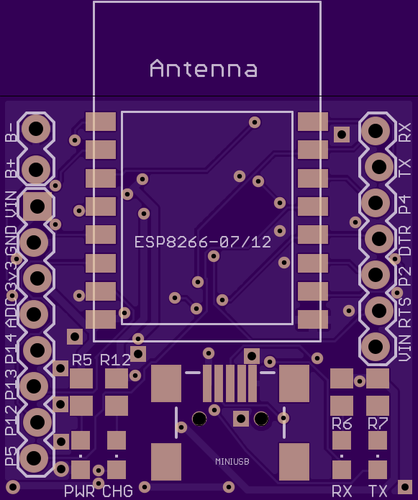 Antenna
B-
B+
VIN
GND
3v3
ADC
P14
P13
P12
P5
RX
TX
P4
DTR
P2
RTS
VIN
ESP8266-07/12
R5 R12
R6 R7
MINIUSB
PWR CHG
RX TX